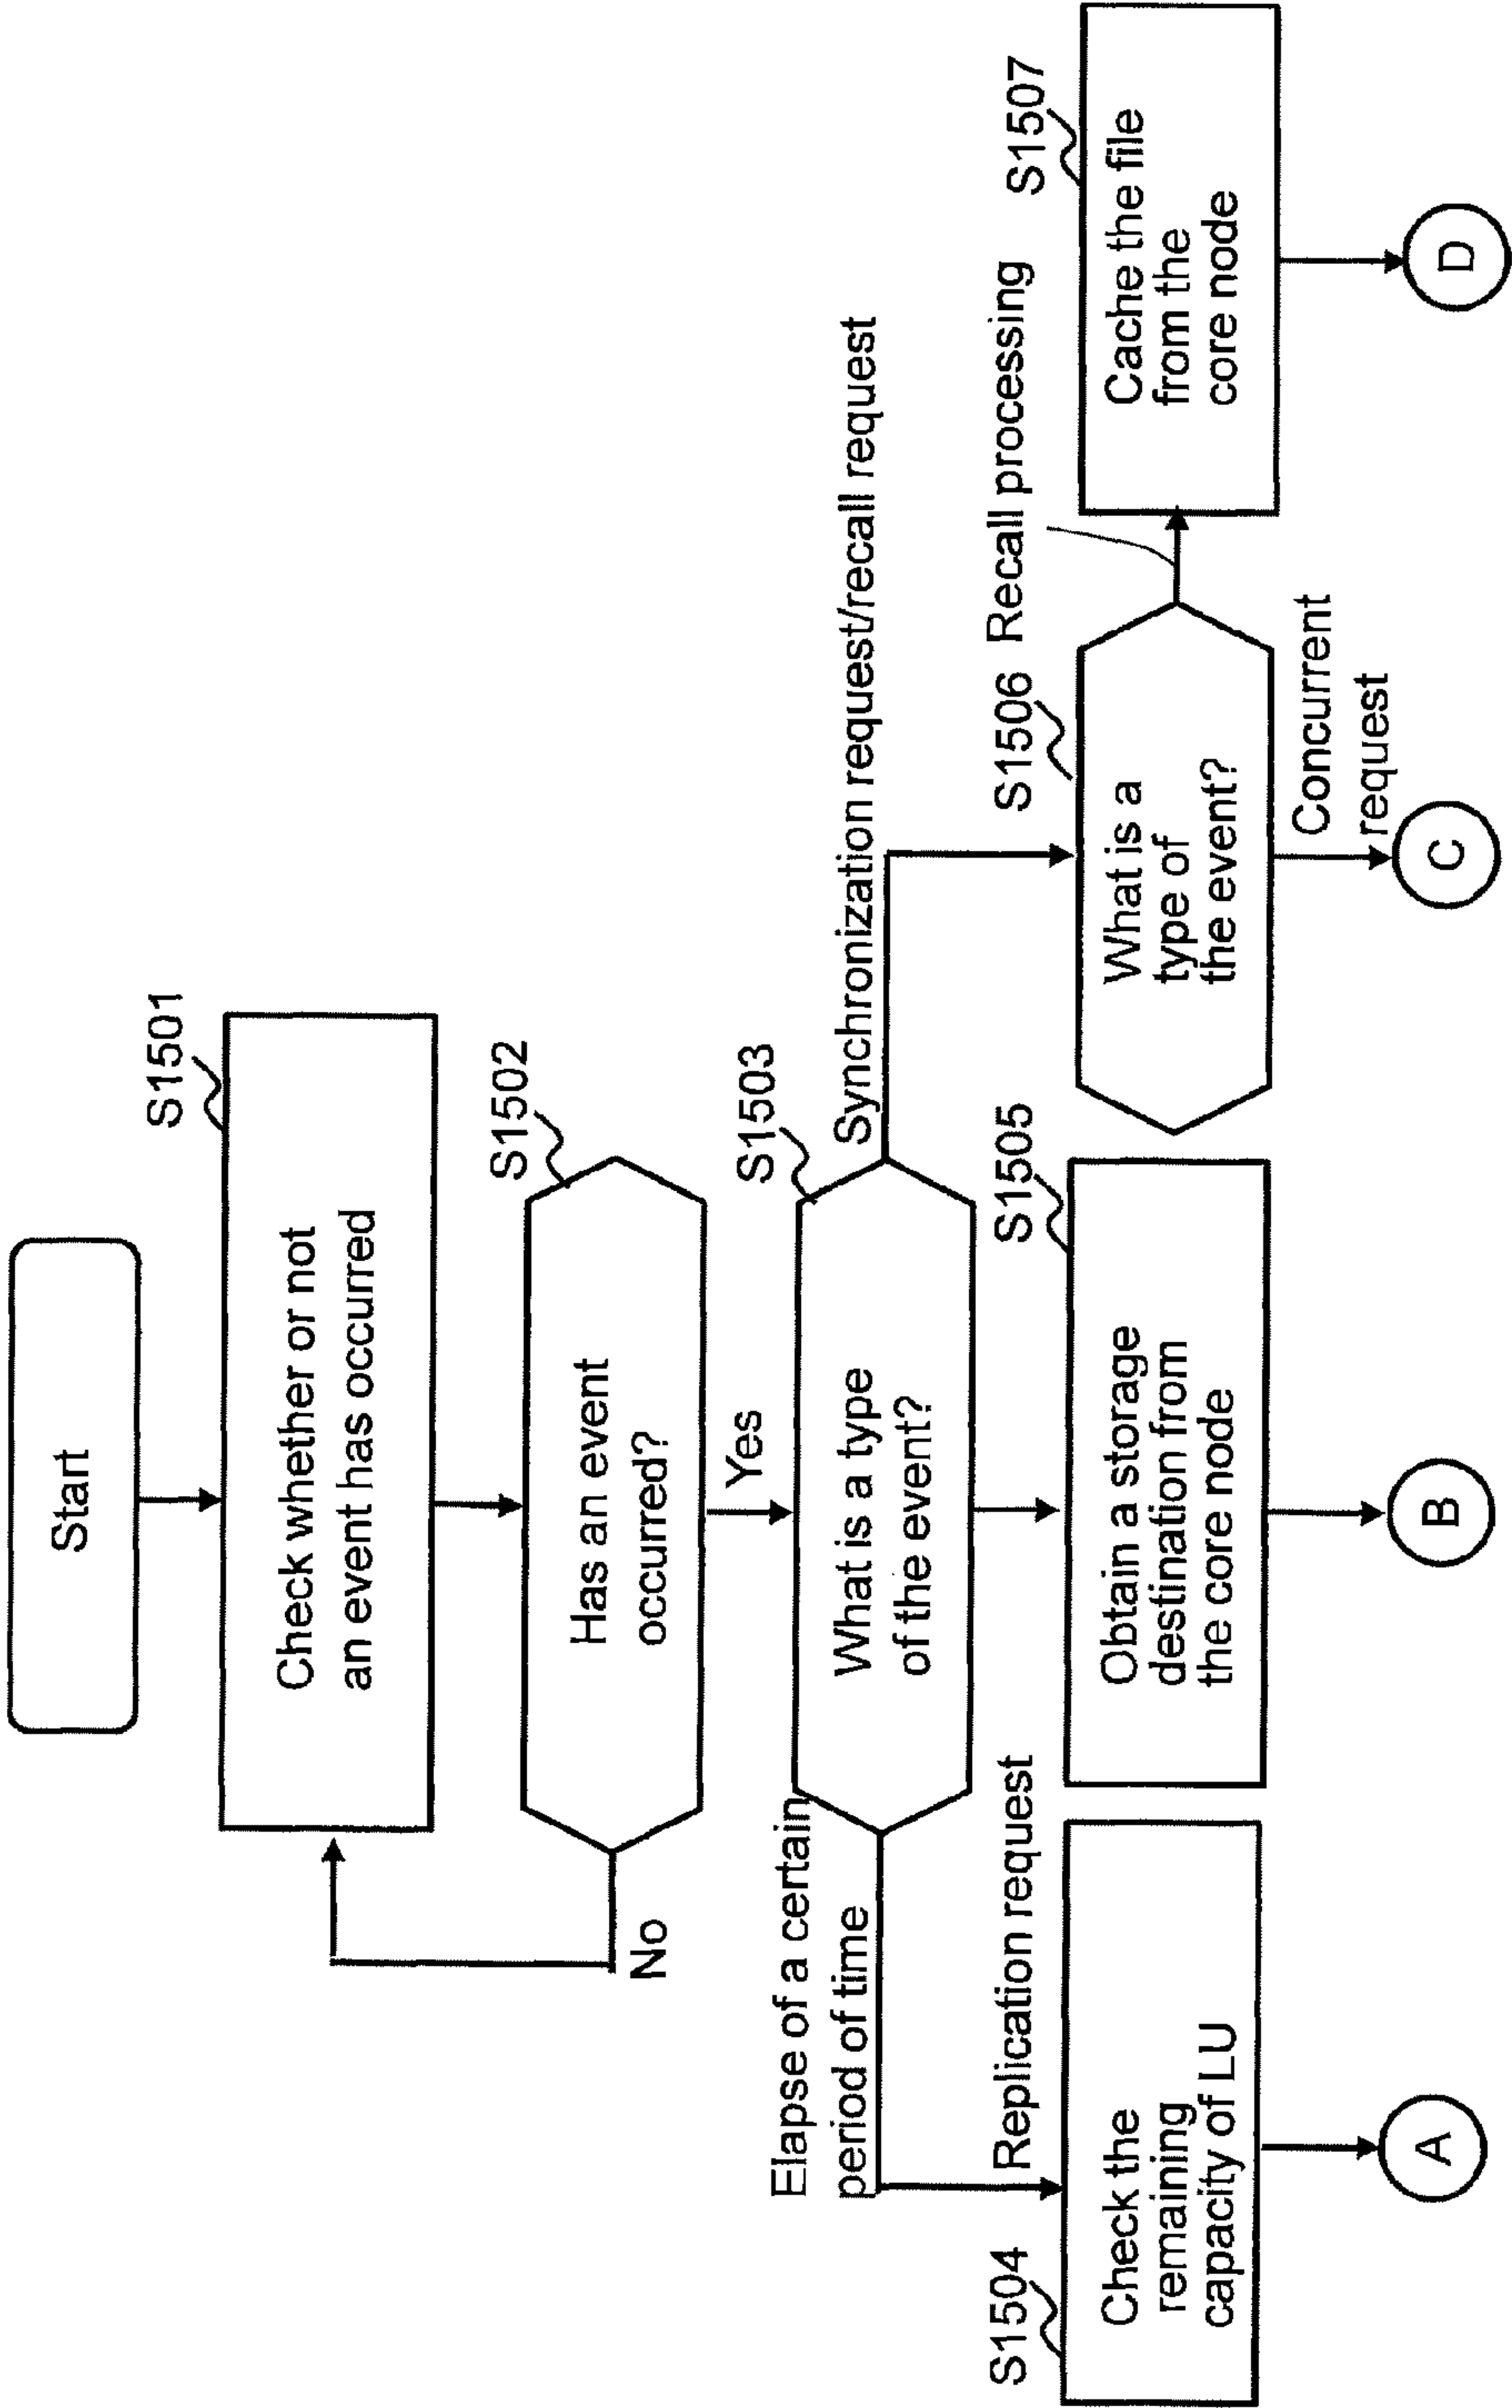 Start
S1501
Check whether or not
an event has occurred
S1502
Has an event
occurred?
No
Yes
S1503
What is a type
of the event?
Elapse of a certain
period of time
Synchronization request/recall request
Replication request
S1504
Check the
remaining
capacity of LU
A
S1505
Obtain a storage
destination from
the core node
B
S1506
What is a
type of
the event?
Recall processing
Concurrent
request
C
S1507
Cache the file
from the
core node
D